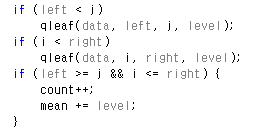 if (left < j)
    qleaf(data, left, j, level);
if (i < right)
    qleaf(data, i, right, level);
if (left >= j && i <= right) {
    count++;
    mean += level;
}